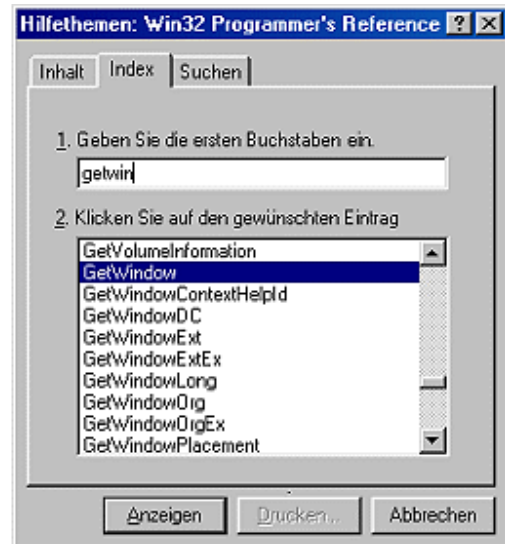 Hilfethemen: Win32 Programmer's Reference
Inhalt Index Suchen
1. Geben Sie die ersten Buchstaben ein.
getwin
2. Klicken Sie auf den gewünschten Eintrag
GetVolumeInformation
GetWindow
GetWindowContextHelpId
GetWindowDC
GetWindowExt
GetWindowExtEx
GetWindowLong
GetWindowOrg
GetWindowOrgEx
GetWindowPlacement
Anzeigen Drucken... Abbrechen